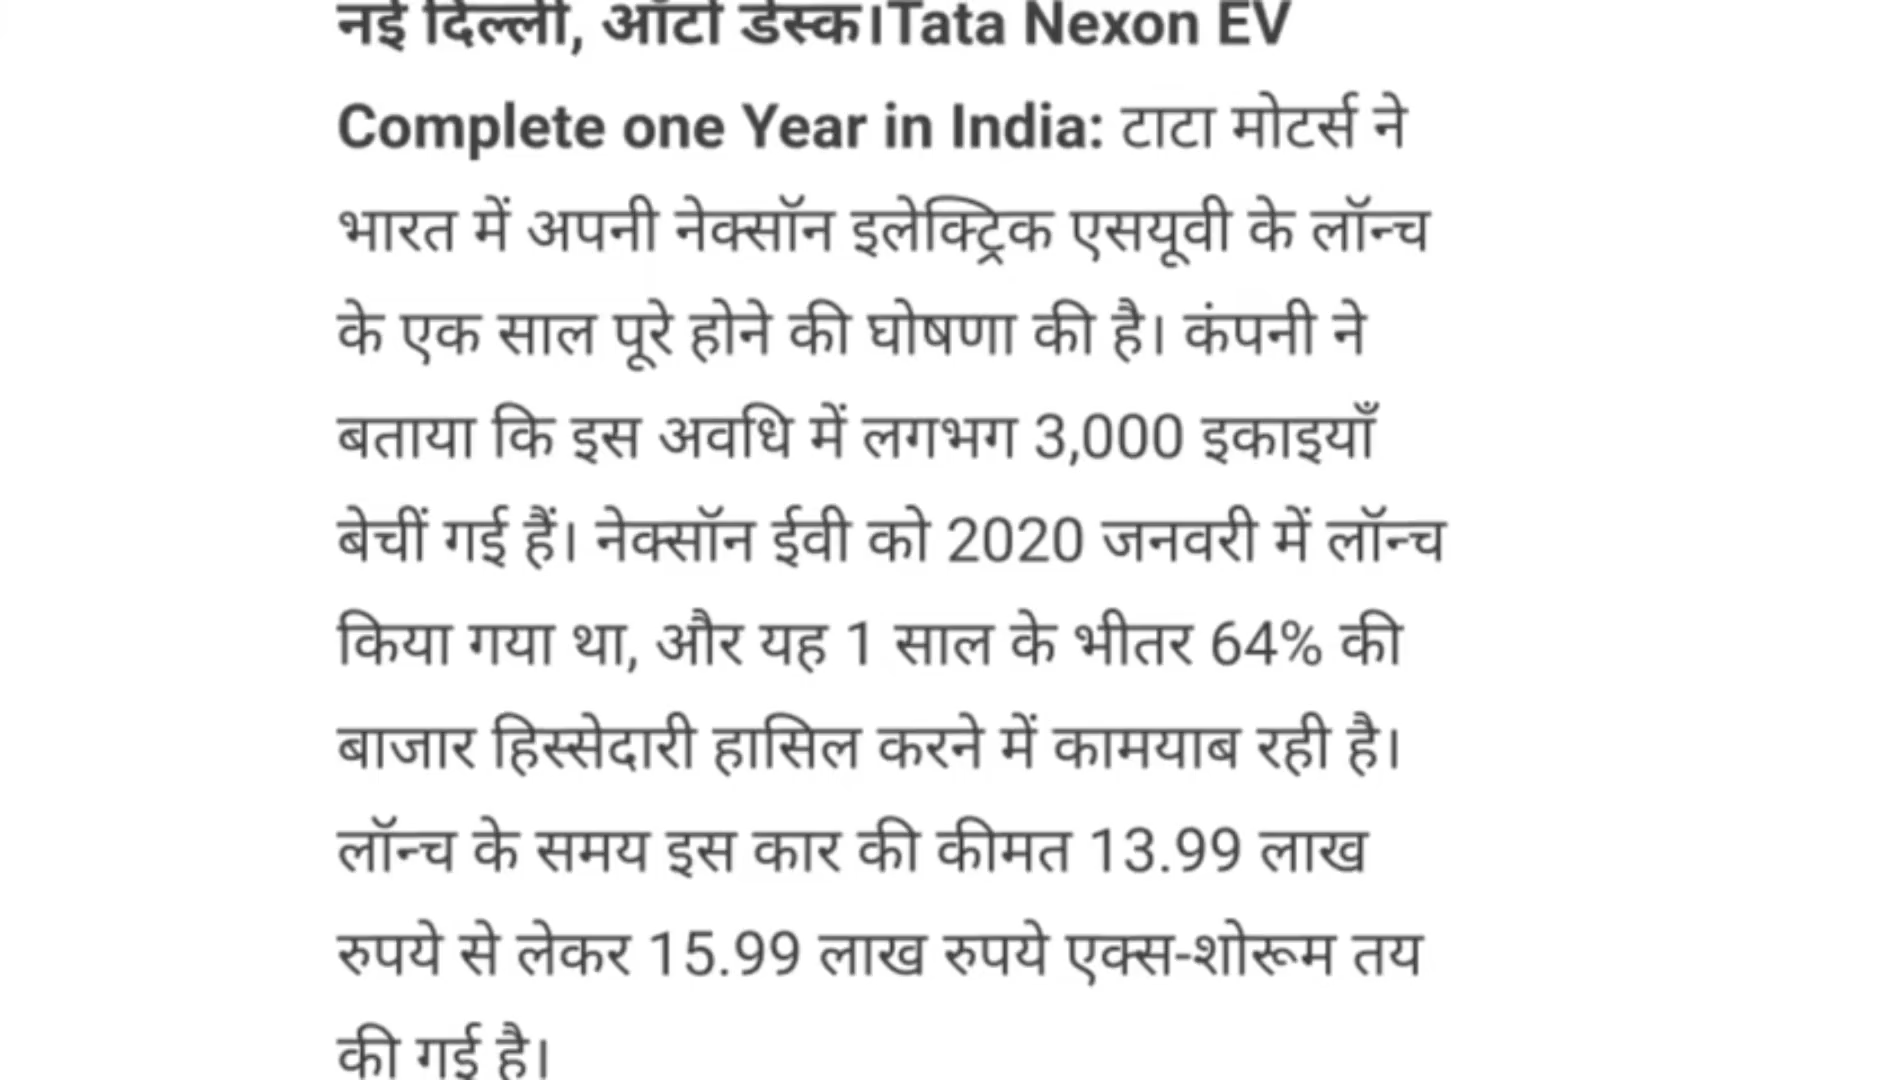 नई दिल्ली, ऑटो डेस्क।Tata Nexon EV
Complete one Year in India: टाटा मोटर्स ने
भारत में अपनी नेक्सॉन इलेक्ट्रिक एसयूवी के लॉन्च
के एक साल पूरे होने की घोषणा की है। कंपनी ने
बताया कि इस अवधि में लगभग 3,000 इकाइयाँ
बेचीं गई हैं। नेक्सॉन ईवी को 2020 जनवरी में लॉन्च
किया गया था, और यह 1 साल के भीतर 64% की
बाजार हिस्सेदारी हासिल करने में कामयाब रही है।
लॉन्च के समय इस कार की कीमत 13.99 लाख
रुपये से लेकर 15.99 लाख रुपये एक्स-शोरूम तय
की गई है।